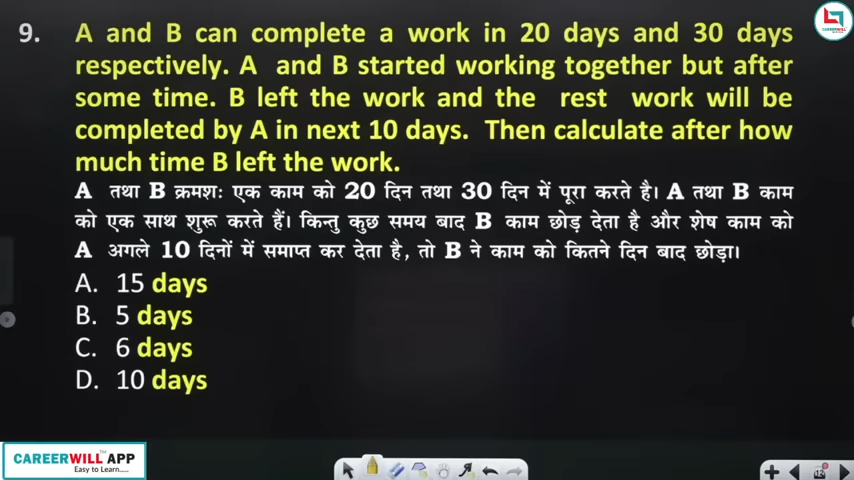 9. A and B can complete a work in 20 days and 30 days
respectively. A and B started working together but after
some time. B left the work and the rest work will be
completed by A in next 10 days. Then calculate after how
much time B left the work.
A तथा B क्रमशः एक काम को 20 दिन तथा 30 दिन में पूरा करते है। A तथा B काम
को एक साथ शुरू करते हैं। किन्तु कुछ समय बाद B काम छोड़ देता है और शेष काम को
A अगले 10 दिनों में समाप्त कर देता है, तो B ने काम को कितने दिन बाद छोड़ा।
A. 15 days
B. 5 days
C. 6 days
D. 10 days
CAREERWILL APP
Easy to Learn.....